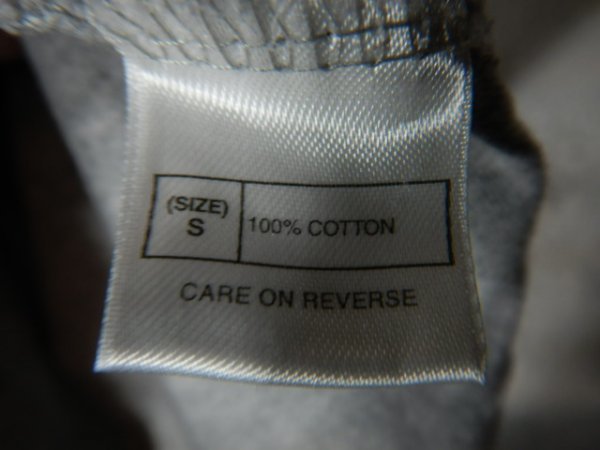 (SIZE)
S
100% COTTON
CARE ON REVERSE